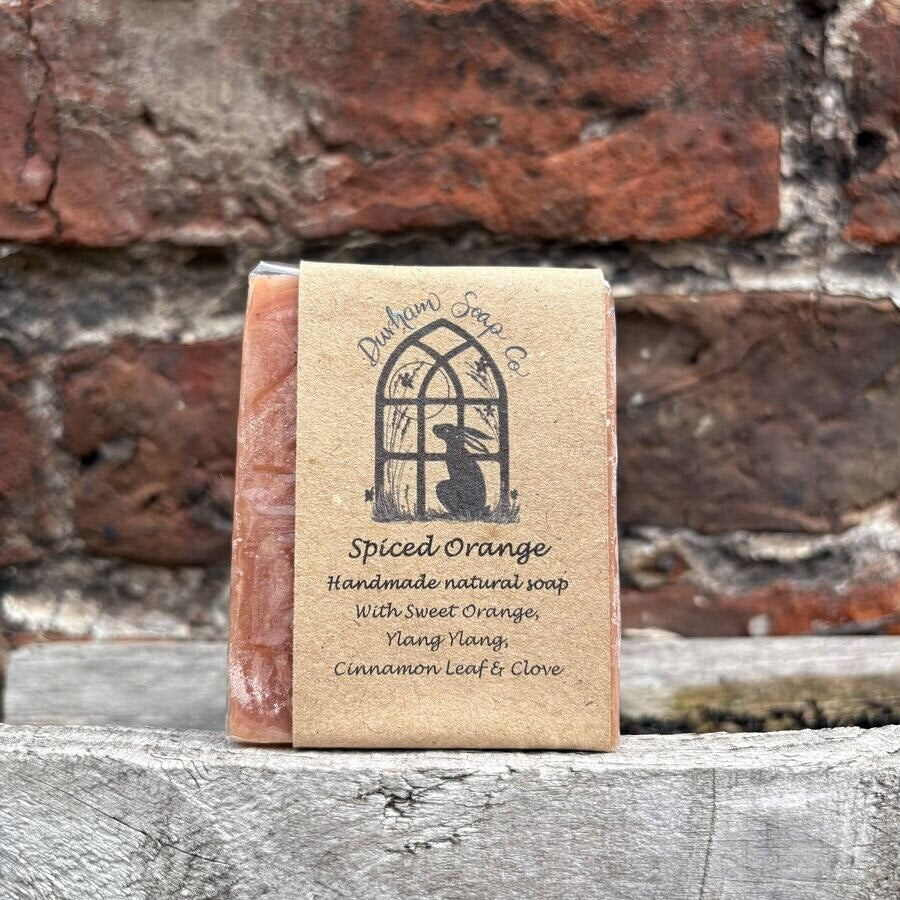 Durham Soap Co
Spiced Orange
Handmade natural soap
With Sweet Orange,
Ylang Ylang,
Cinnamon Leaf & Clove